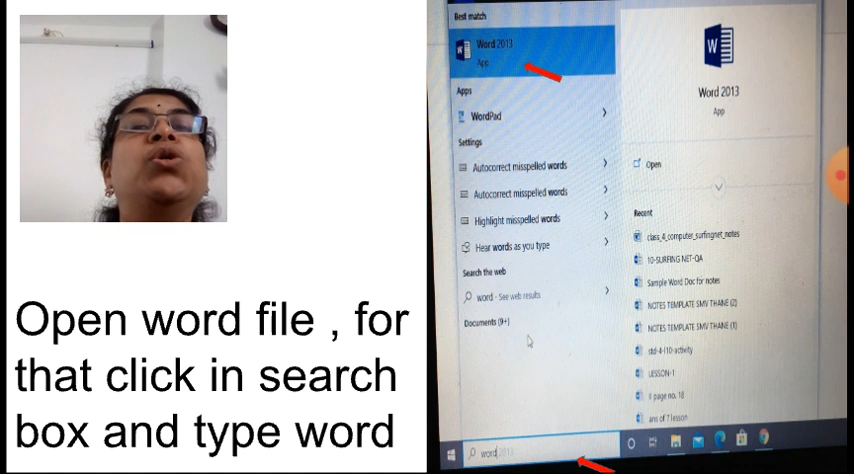 Open word file , for
that click in search
box and type word
Best match
Word 2013
App
Apps
WordPad
Settings
Autocorrect misspelled words
Autocorrect misspelled words
Highlight misspelled words
Hear words as you type
Search the web
word - See web results
Documents (9+)
word 2013
Word 2013
App
Open
Recent
class_4_computer_surfingnet_notes
10-SURFING NET-QA
Sample Word Doc for notes
NOTES TEMPLATE SMV THANE (2)
NOTES TEMPLATE SMV THANE (1)
std-4-l10-activity
LESSON-1
II page no. 18
ans of 7 lesson